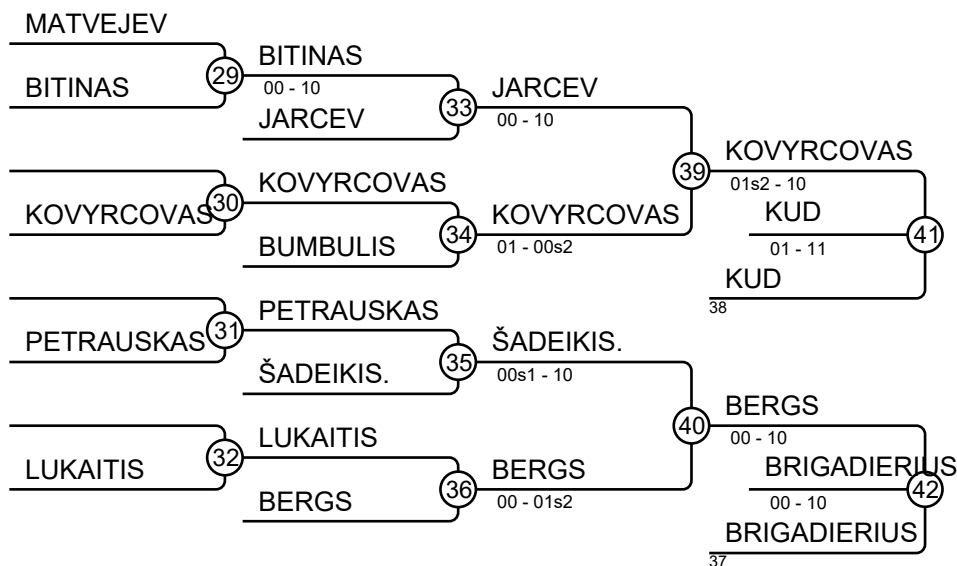 MATVEJEV
BITINAS
29
BITINAS
00 - 10
JARCEV
33
JARCEV
00 - 10
KOVYRCOVAS
30
KOVYRCOVAS
BUMBULIS
34
KOVYRCOVAS
01 - 00s2
39
KOVYRCOVAS
01s2 - 10
KUD
01 - 11
41
KUD
38
PETRAUSKAS
31
PETRAUSKAS
ŠADEIKIS.
35
ŠADEIKIS.
00s1 - 10
LUKAITIS
32
LUKAITIS
BERGS
36
BERGS
00 - 01s2
40
BERGS
00 - 10
BRIGADIERIUS
00 - 10
42
BRIGADIERIUS
37